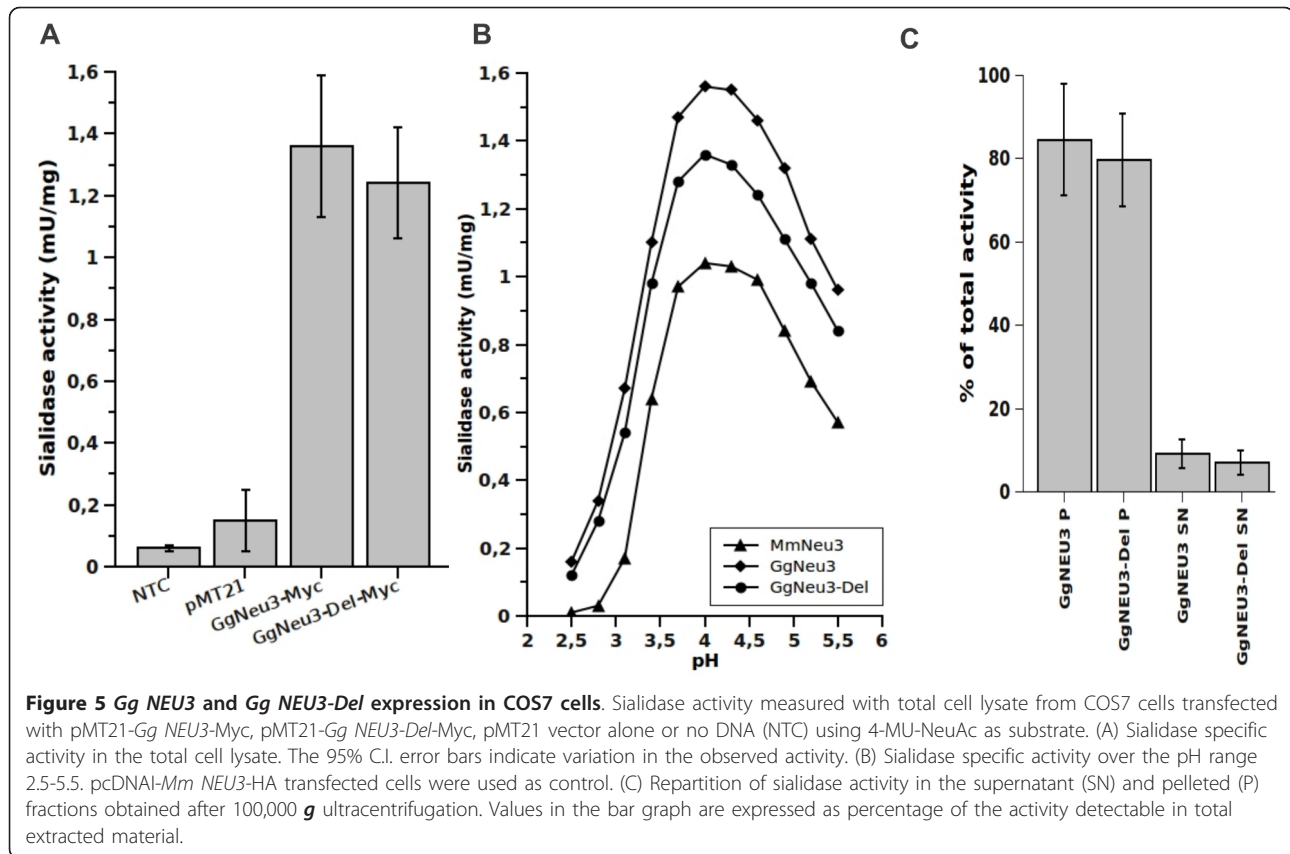 A
Sialidase activity (mU/mg)
1,6
1,4
1,2
1
0,8
0,6
0,4
0,2
0
NTC
pMT21
GgNeu3-Myc
GgNeu3-Del-Myc
B
Sialidase activity (mU/mg)
1,6
1,4
1,2
1
0,8
0,6
0,4
0,2
0
2
2,5
3
3,5
4
4,5
5
5,5
6
pH
MmNeu3
GgNeu3
GgNeu3-Del
C
% of total activity
100
80
60
40
20
0
GgNEU3 P
GgNEU3-Del P
GgNEU3 SN
GgNEU3-Del SN
Figure 5 Gg NEU3 and Gg NEU3-Del expression in COS7 cells. Sialidase activity measured with total cell lysate from COS7 cells transfected
with pMT21-Gg NEU3-Myc, pMT21-Gg NEU3-Del-Myc, pMT21 vector alone or no DNA (NTC) using 4-MU-NeuAc as substrate. (A) Sialidase specific
activity in the total cell lysate. The 95% C.I. error bars indicate variation in the observed activity. (B) Sialidase specific activity over the pH range
2.5-5.5. pcDNAI-Mm NEU3-HA transfected cells were used as control. (C) Repartition of sialidase activity in the supernatant (SN) and pelleted (P)
fractions obtained after 100,000 g ultracentrifugation. Values in the bar graph are expressed as percentage of the activity detectable in total
extracted material.